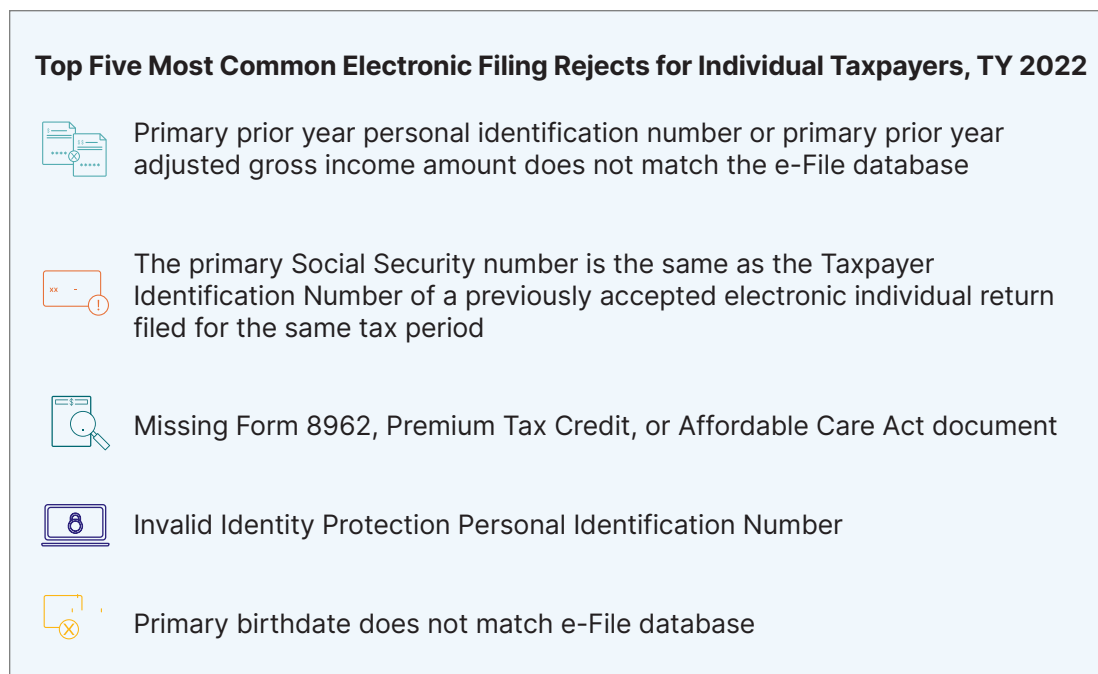 Top Five Most Common Electronic Filing Rejects for Individual Taxpayers, TY 2022
Primary prior year personal identification number or primary prior year
adjusted gross income amount does not match the e-File database
The primary Social Security number is the same as the Taxpayer
Identification Number of a previously accepted electronic individual return
filed for the same tax period
Missing Form 8962, Premium Tax Credit, or Affordable Care Act document
Invalid Identity Protection Personal Identification Number
Primary birthdate does not match e-File database